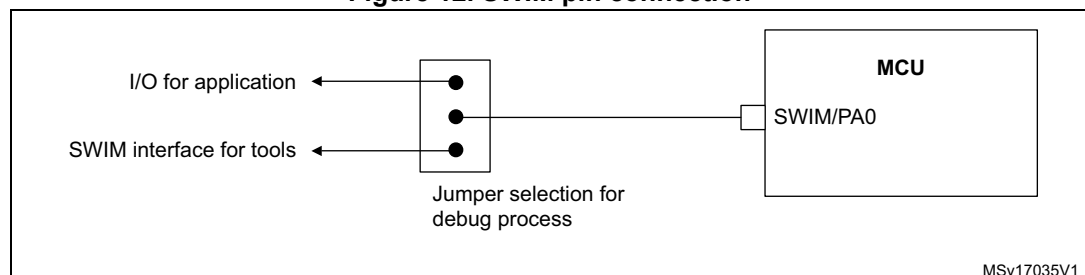 Figure 12. SWIM pin connection
I/O for application
SWIM interface for tools
Jumper selection for
debug process
MCU
SWIM/PA0
MSv17035V1